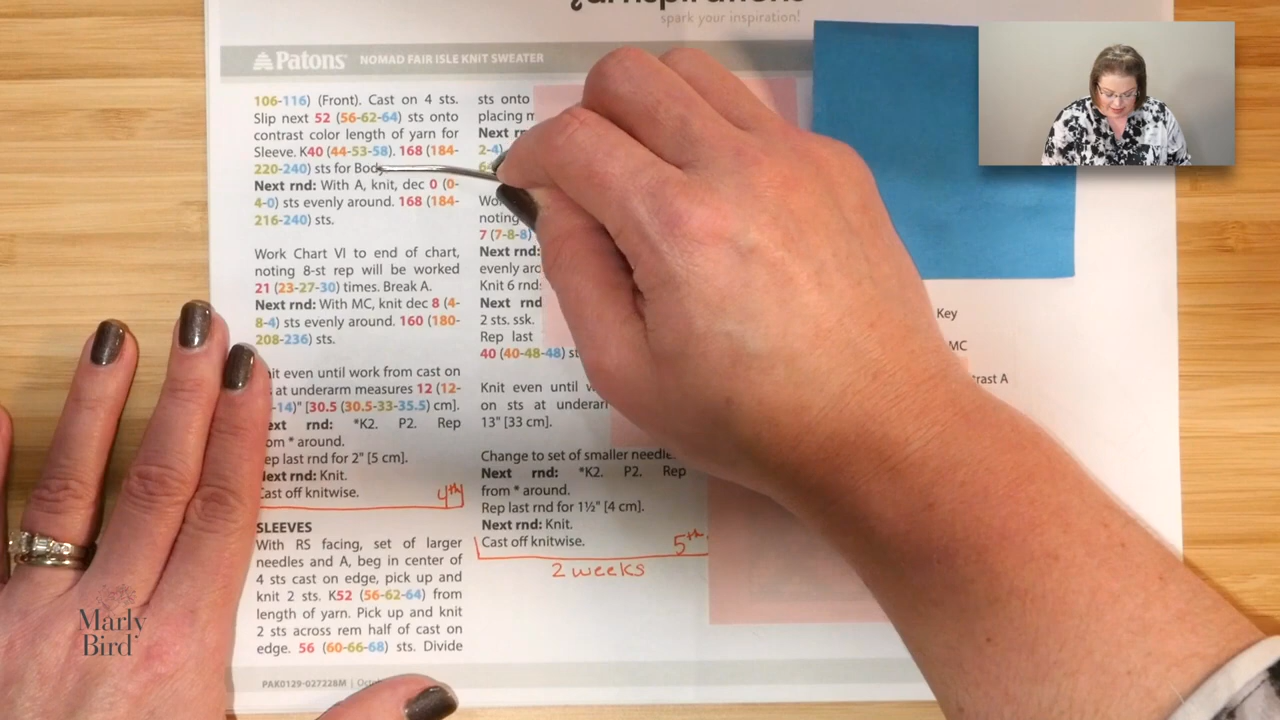 spark your inspiration!
Patons NOMAD FAIR ISLE KNIT SWEATER
106-116) (Front). Cast on 4 sts.
Slip next 52 (56-62-64) sts onto
contrast color length of yarn for
Sleeve. K40 (44-53-58). 168 (184-
220-240) sts for Body
Next rnd: With A, knit, dec 0 (0-
4-0) sts evenly around. 168 (184-
216-240) sts.
Work Chart VI to end of chart,
noting 8-st rep will be worked
21 (23-27-30) times. Break A.
Next rnd: With MC, knit dec 8 (4-
8-4) sts evenly around. 160 (180-
208-236) sts.
nit even until work from cast on
at underarm measures 12 (12-
-14)" [30.5 (30.5-33-35.5) cm].
ext rnd: *K2. P2. Rep
om * around.
ep last rnd for 2" [5 cm].
ext rnd: Knit.
Cast off knitwise. 4th
SLEEVES
With RS facing, set of larger
needles and A, beg in center of
4 sts cast on edge, pick up and
knit 2 sts. K52 (56-62-64) from
length of yarn. Pick up and knit
2 sts across rem half of cast on
edge. 56 (60-66-68) sts. Divide
sts onto
placing
Next
2-4)
noting
7 (7-8-8)
Next rnd:
evenly
Knit 6
Next rnd
2 sts. ssk.
Rep last
40 (40-48-48)
Knit even until
on sts at
13" [33 cm].
Change to set of smaller
Next rnd: *K2. P2. Rep
from * around.
Rep last rnd for 1½" [4 cm].
Next rnd: Knit.
Cast off knitwise. 5th
2 weeks
Key
MC
trast A
PAK0129-027228M |
Marly
Bird